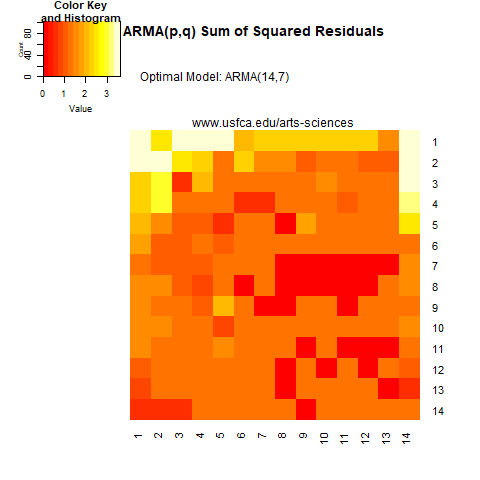 Color Key
and Histogram
ARMA(p,q) Sum of Squared Residuals
Count
0 40 80
0 1 2 3
Value
Optimal Model: ARMA(14,7)
www.usfca.edu/arts-sciences
1
2
3
4
5
6
7
8
9
10
11
12
13
14
1 2 3 4 5 6 7 8 9 10 11 12 13 14